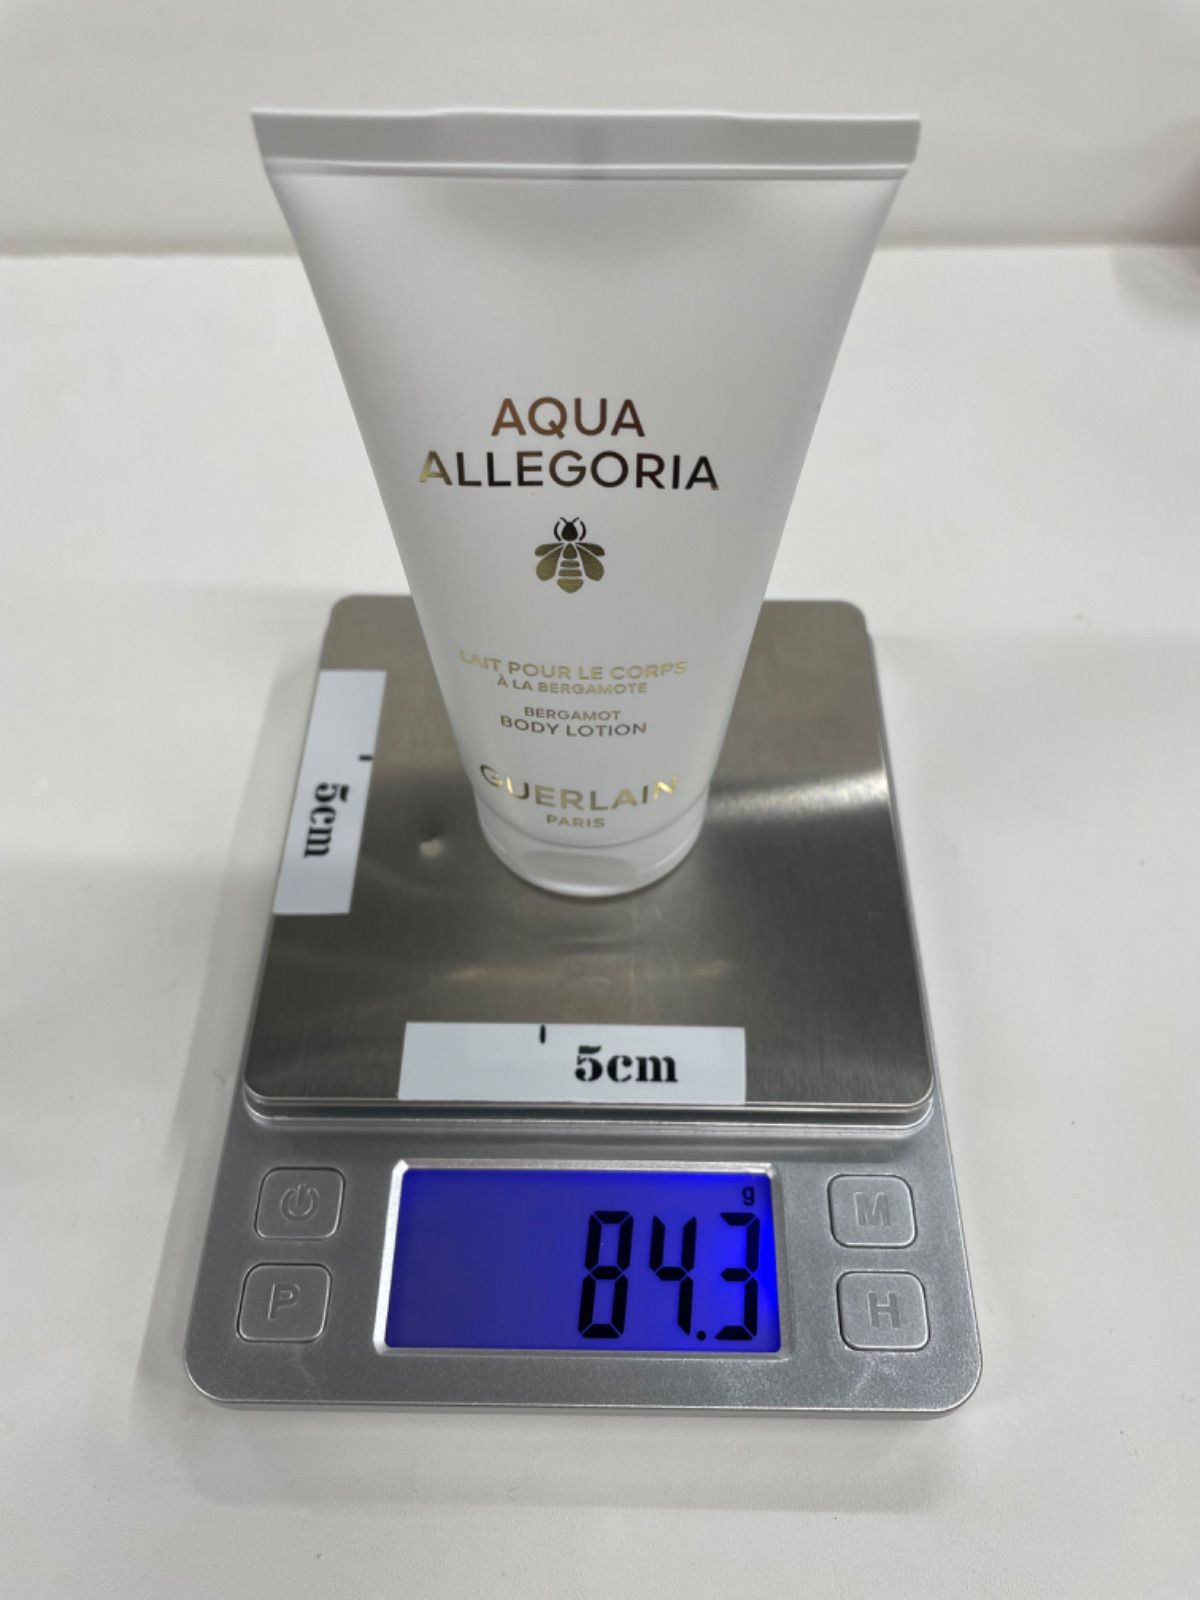 AQUA
ALLEGORIA
LAIT POUR LE CORPS
À LA BERGAMOTE
BERGAMOT
BODY LOTION
GUERLAIN
PARIS
5cm
5cm
g
84.3
P
M
H